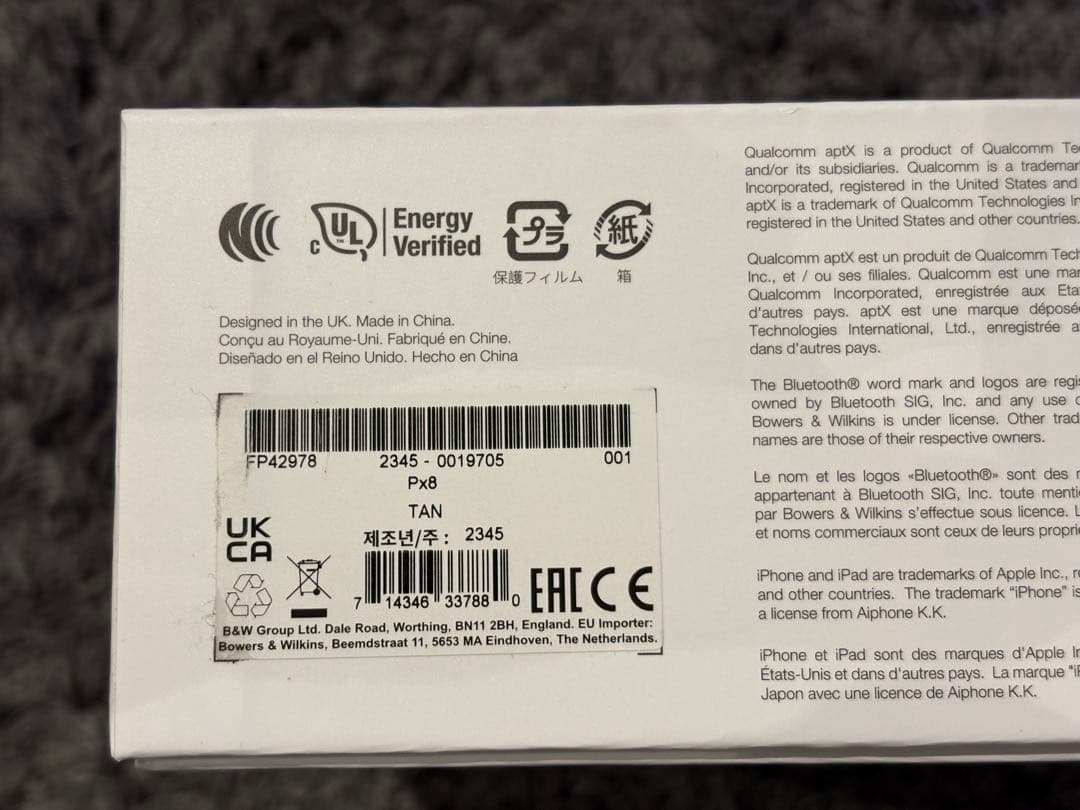 c UL™ Energy
Verified
プラ
紙
保護フィルム
箱
Designed in the UK. Made in China.
Conçu au Royaume-Uni. Fabriqué en Chine.
Diseñado en el Reino Unido. Hecho en China
FP42978 2345 - 0019705 001
Px8
TAN
제조년/주 : 2345
UK
CA
7 14346 33788 0
EAC CE
B&W Group Ltd. Dale Road, Worthing, BN11 2BH, England. EU Importer:
Bowers & Wilkins, Beemdstraat 11, 5653 MA Eindhoven, The Netherlands.
Qualcomm aptX is a product of Qualcomm
and/or its subsidiaries. Qualcomm is a
Incorporated, registered in the United States and
aptX is a trademark of Qualcomm Technologies
registered in the United States and other countries.
Qualcomm aptX est un produit de Qualcomm
Inc., et / ou ses filiales. Qualcomm est une
Qualcomm Incorporated, enregistrée aux
d'autres pays. aptX est une marque
Technologies International, Ltd., enregistrée
dans d'autres pays.
The Bluetooth® word mark and logos are
owned by Bluetooth SIG, Inc. and any use
Bowers & Wilkins is under license. Other
names are those of their respective owners.
Le nom et les logos «Bluetooth®» sont des
appartenant à Bluetooth SIG, Inc. toute
par Bowers & Wilkins s'effectue sous licence.
et noms commerciaux sont ceux de leurs
iPhone and iPad are trademarks of Apple Inc.,
and other countries. The trademark “iPhone” is
a license from Aiphone K.K.
iPhone et iPad sont des marques d'Apple
États-Unis et dans d'autres pays. La marque
Japon avec une licence de Aiphone K.K.